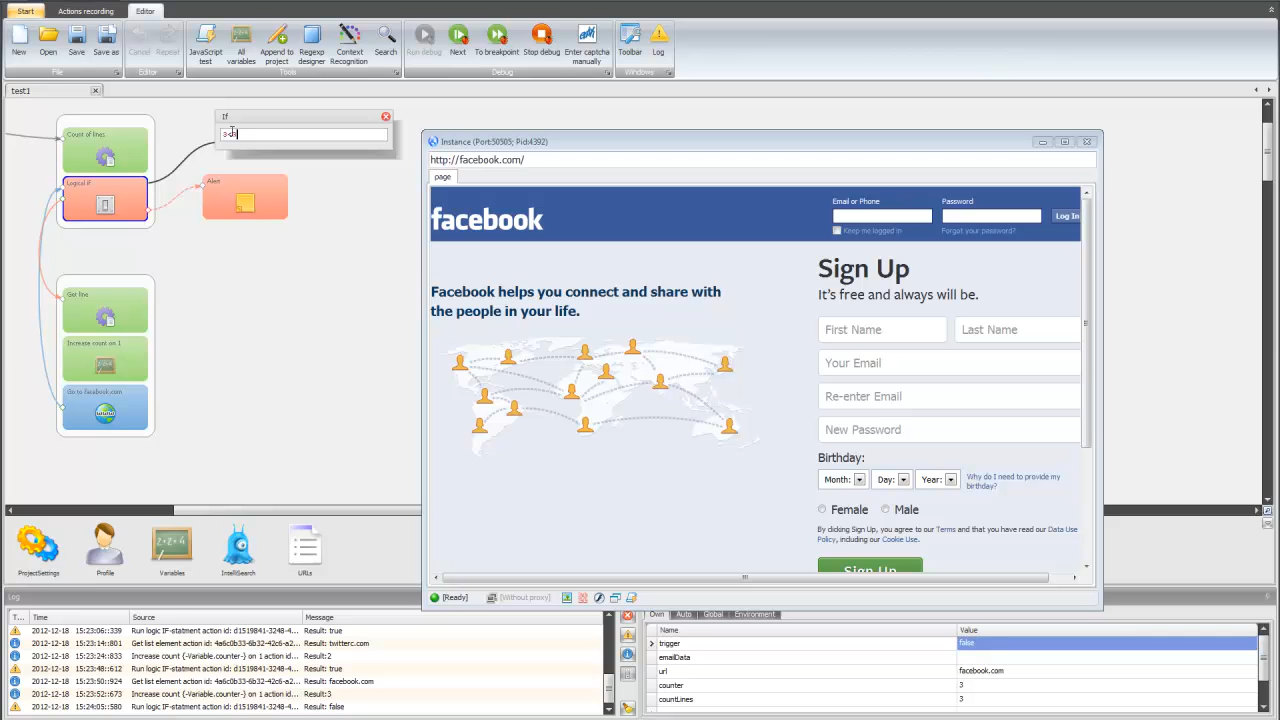 Start Actions recording Editor
New Open Save Save as Cancel Repeat JavaScript test All variables Append to project Regexp designer Context Recognition Search Run debug Next To breakpoint Stop debug Enter captcha manually Toolbar Log
File Editor Tools Debug Windows
test1
If
Count of lines
Logical if
Alert
Get line
Increase count on 1
Go to facebook.com
Instance (Port:50505; Pid:4392)
http://facebook.com/
page
facebook
Email or Phone Password
Log In
Keep me logged in Forgot your password?
Facebook helps you connect and share with
the people in your life.
Sign Up
It's free and always will be.
First Name Last Name
Your Email
Re-enter Email
New Password
Birthday:
Month: Day: Year:
Why do I need to provide my
birthday?
Female Male
By clicking Sign Up, you agree to our Terms and that you have read our Data Use
Policy, including our Cookie Use.
Sign Up
[Ready] [Without proxy]
ProjectSettings Profile Variables IntelliSearch URLs
Log
T... Time Source Message
2012-12-18 15:23:06::339 Run logic IF-statment action id: d1519841-3248-4... Result: true
2012-12-18 15:23:14::801 Get list element action id: 4a6c0b33-6b32-42c6-a2... Result: twitterc.com
2012-12-18 15:23:24::833 Increase count {-Variable.counter-} on 1 action id... Result:2
2012-12-18 15:23:48::612 Run logic IF-statment action id: d1519841-3248-4... Result: true
2012-12-18 15:23:50::924 Get list element action id: 4a6c0b33-6b32-42c6-a2... Result: facebook.com
2012-12-18 15:23:52::673 Increase count {-Variable.counter-} on 1 action id... Result:3
2012-12-18 15:24:05::580 Run logic IF-statment action id: d1519841-3248-4... Result: false
Own Auto Global Environment
Name Value
trigger false
emailData
url facebook.com
counter 3
countLines 3